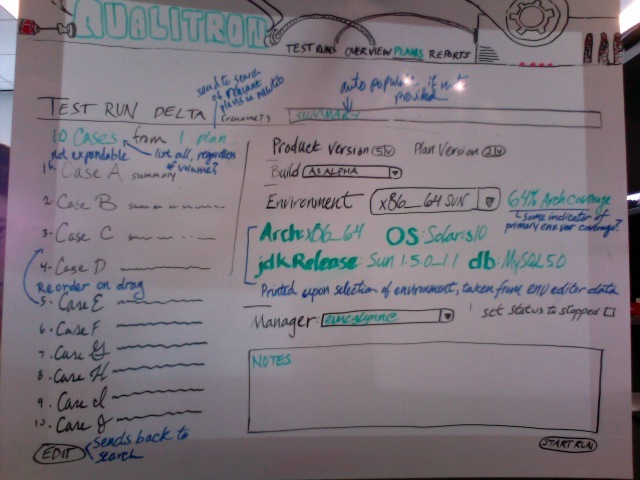 QUALITRON
TEST RUNS OVERVIEW PLANS REPORTS
send to search
of relevant
plans in new tab
(rename?)
auto populate if not
provided
TEST RUN DELTA
SUMMARY
10 Cases from 1 plan
not expandable
list all, regardless
of volume?
1. Case A summary
2. Case B
3. Case C
4. Case D
Reorder on drag
5. Case E
6. Case F
7. Case G
8. Case H
9. Case I
10. Case J
EDIT
sends back to
search
Product Version 5 v Plan Version 2 v
Build AS ALPHA
Environment x86_64 SUN
64% Arch coverage
some indicator of
primary env var coverage?
Arch: x86_64 OS: Solaris 10
jdkRelease: Sun 1.5.0_1.1 db: MySQL 5.0
Printed upon selection of environment, taken from env editor data
Manager:
set status to stopped
NOTES
START RUN